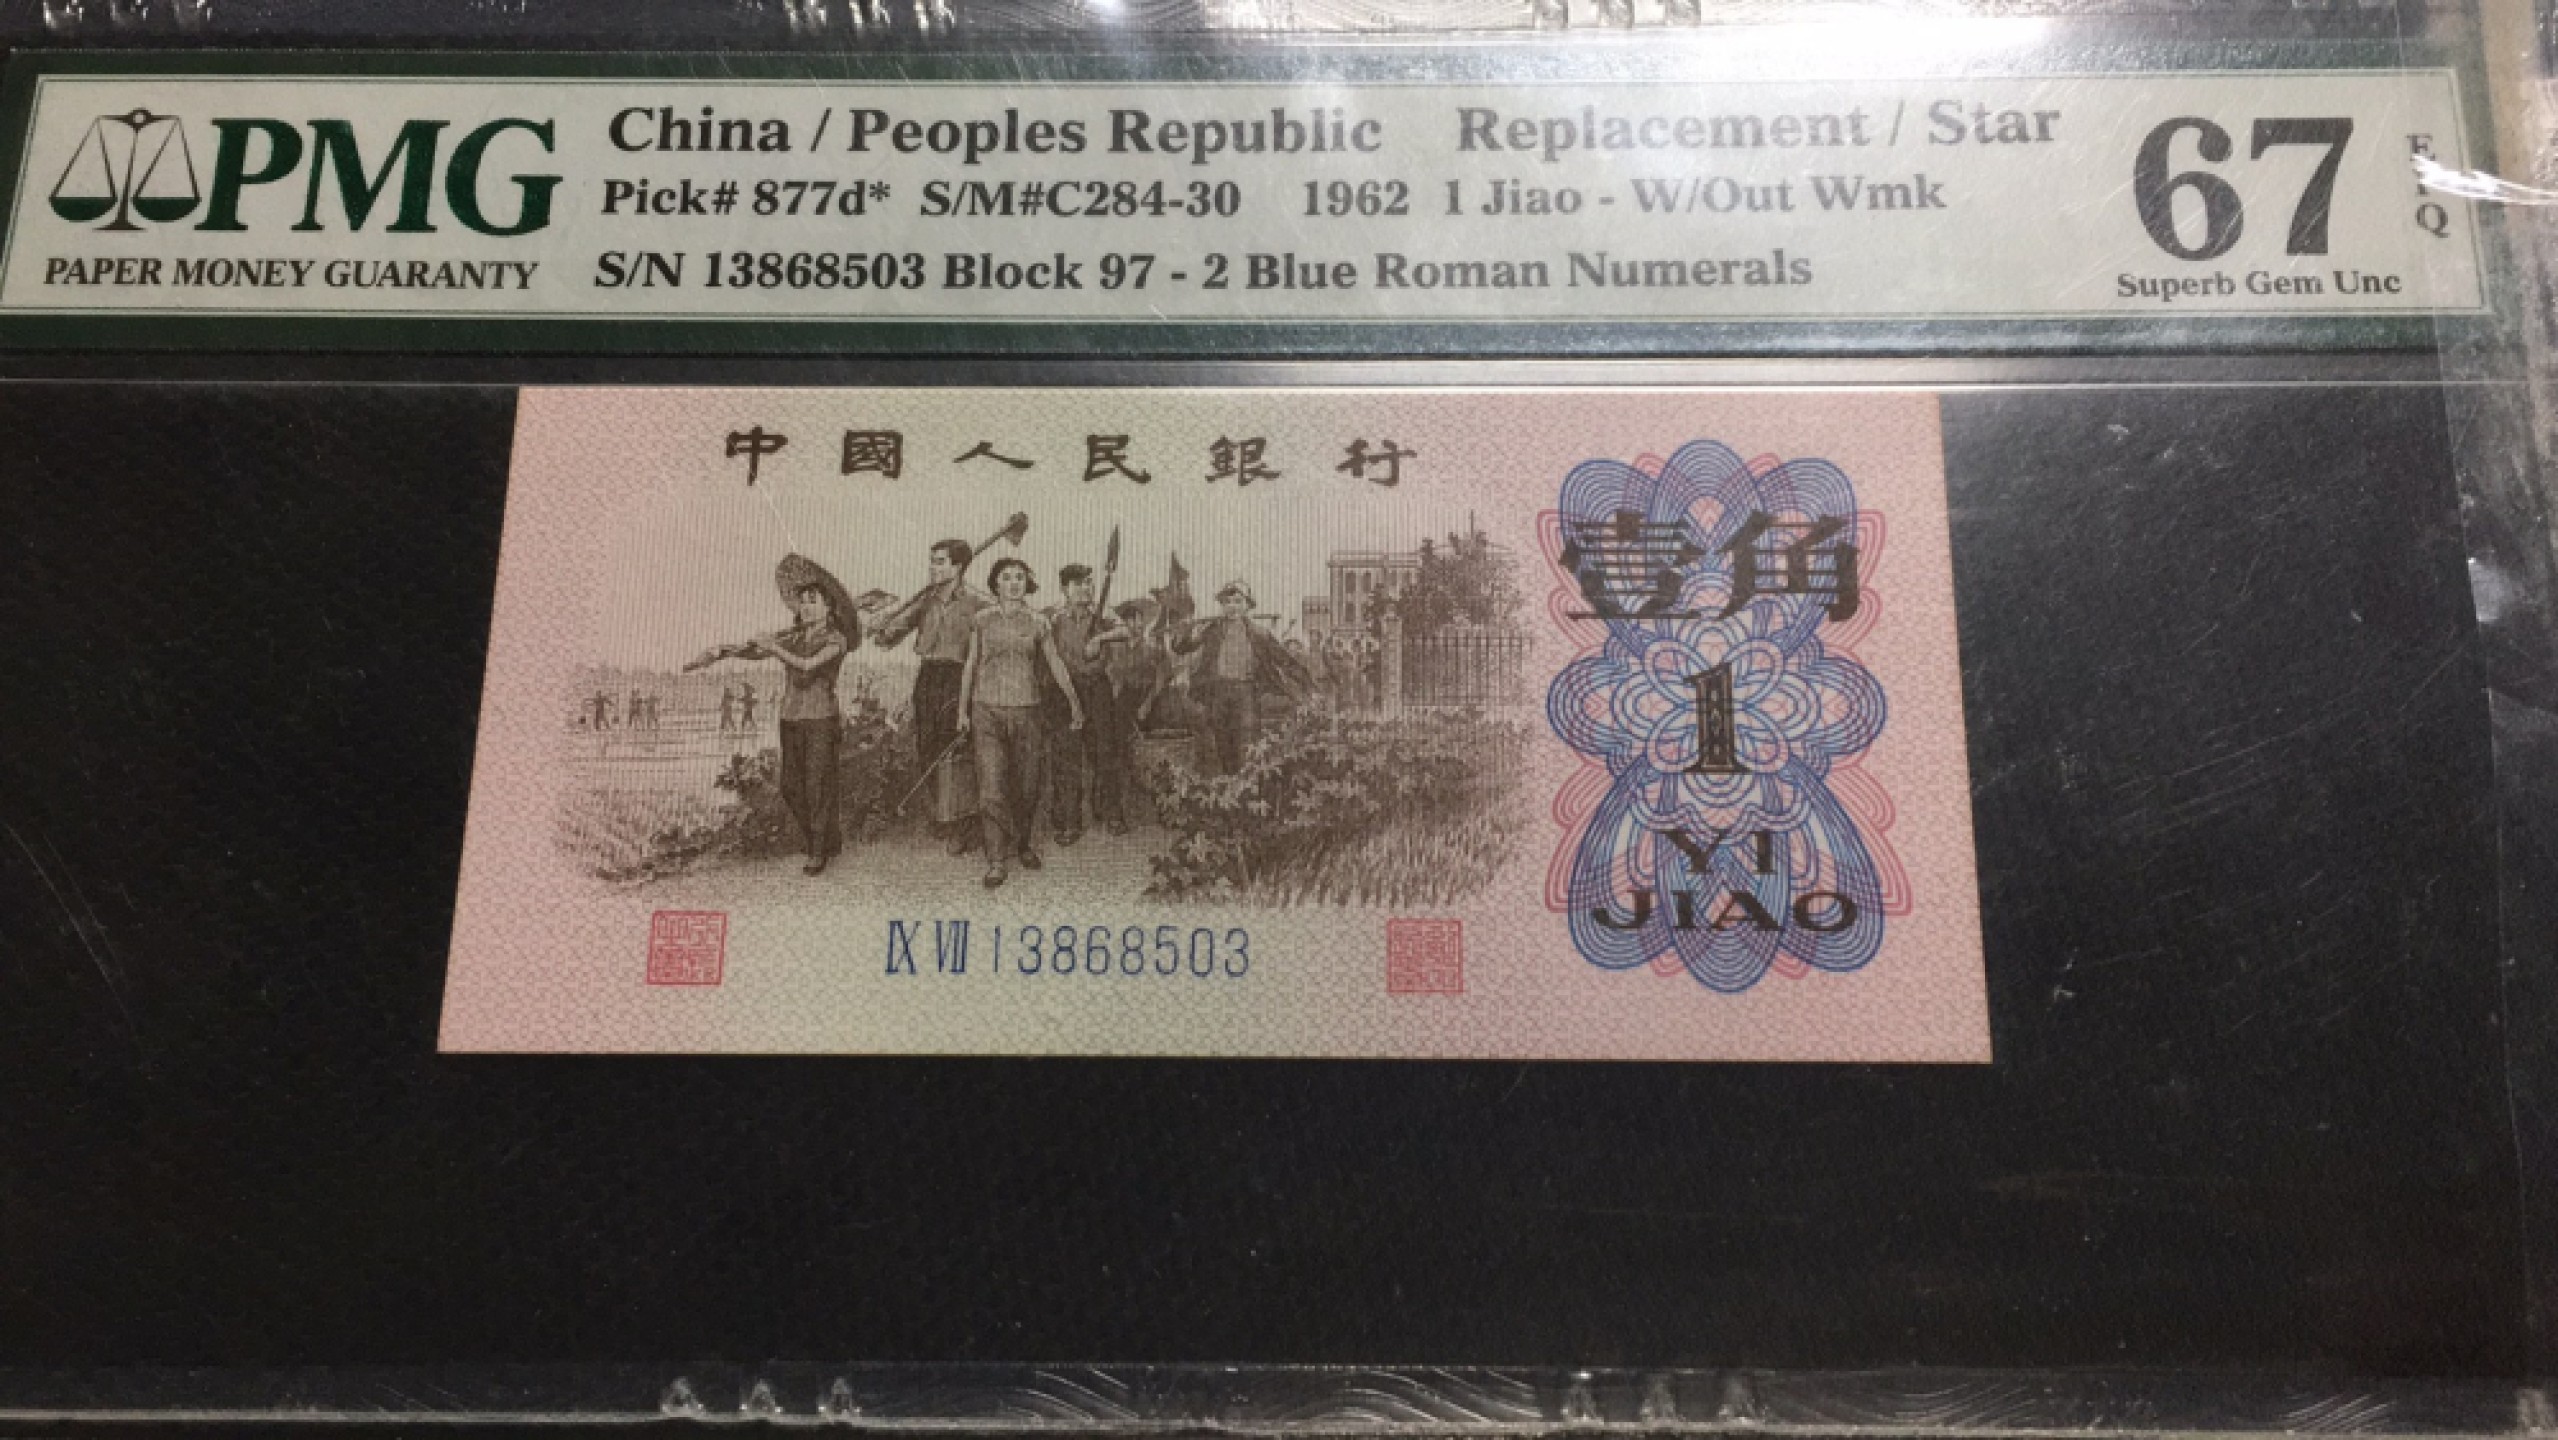 PMG
PAPER MONEY GUARANTY
China / Peoples Republic Replacement / Star
Pick# 877d* S/M#C284-30 1962 1 Jiao - W/Out Wmk
S/N 13868503 Block 97 - 2 Blue Roman Numerals
67
EPQ
Superb Gem Unc
中國人民銀行
壹角
1
YI
JIAO
IX VII 13868503